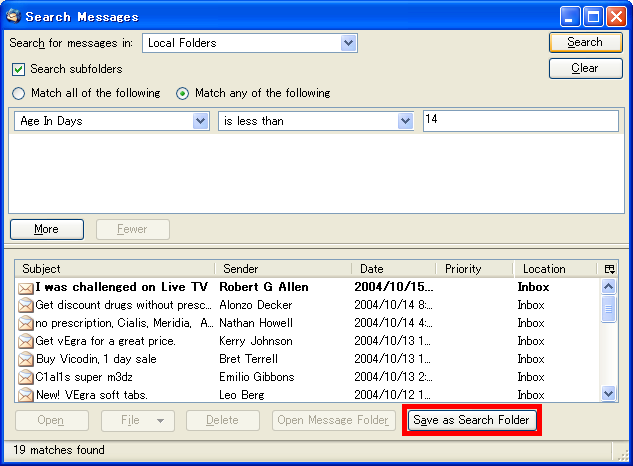 Search Messages
Search for messages in: Local Folders Search
Search subfolders Clear
Match all of the following Match any of the following
Age In Days is less than 14
More Fewer
Subject Sender Date Priority Location
I was challenged on Live TV Robert G Allen 2004/10/15... Inbox
Get discount drugs without presc... Alonzo Decker 2004/10/14 8:... Inbox
no prescription, Cialis, Meridia, A... Nathan Howell 2004/10/14 4:... Inbox
Get vEgra for a great price. Kerry Johnson 2004/10/13 1... Inbox
Buy Vicodin, 1 day sale Bret Terrell 2004/10/13 1... Inbox
C1al1s super m3dz Emilio Gibbons 2004/10/13 2:... Inbox
New! VEgra soft tabs. Leo Berg 2004/10/12 1... Inbox
Open File Delete Open Message Folder Save as Search Folder
19 matches found